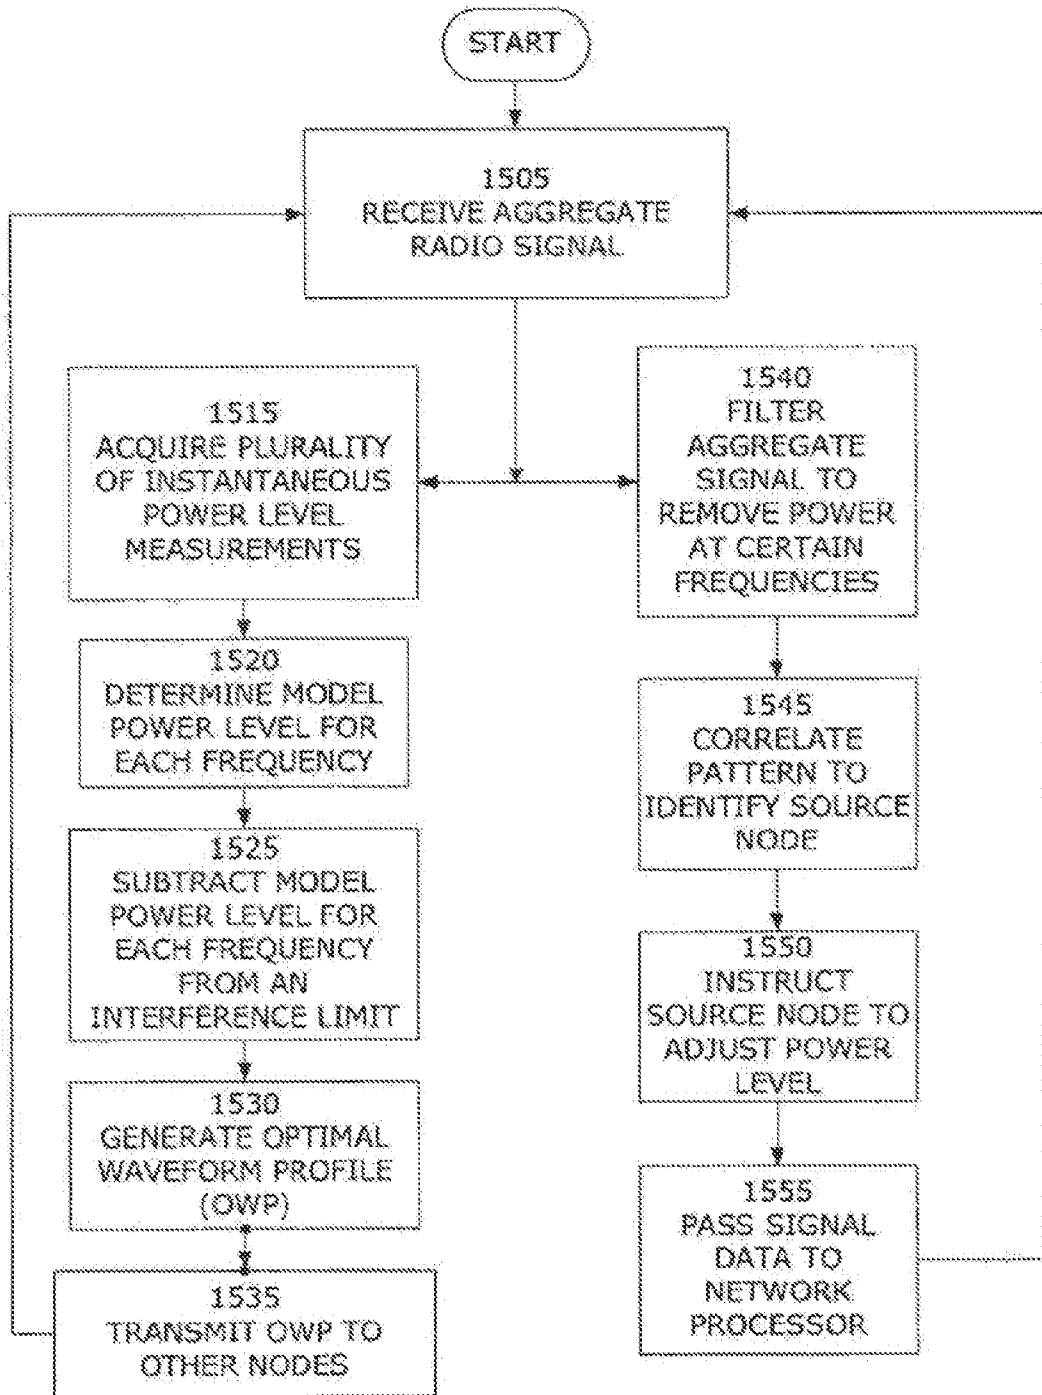 START
1505
RECEIVE AGGREGATE
RADIO SIGNAL
1515
ACQUIRE PLURALITY
OF INSTANTANEOUS
POWER LEVEL
MEASUREMENTS
1520
DETERMINE MODEL
POWER LEVEL FOR
EACH FREQUENCY
1525
SUBTRACT MODEL
POWER LEVEL FOR
EACH FREQUENCY
FROM AN
INTERFERENCE LIMIT
1530
GENERATE OPTIMAL
WAVEFORM PROFILE
(OWP)
1535
TRANSMIT OWP TO
OTHER NODES
1540
FILTER
AGGREGATE
SIGNAL TO
REMOVE POWER
AT CERTAIN
FREQUENCIES
1545
CORRELATE
PATTERN TO
IDENTIFY SOURCE
NODE
1550
INSTRUCT
SOURCE NODE TO
ADJUST POWER
LEVEL
1555
PASS SIGNAL
DATA TO
NETWORK
PROCESSOR